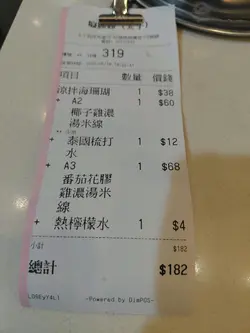 319
項目 數量 價錢
涼拌海珊瑚 1 $38
+ A2 1 $60
椰子雞濃
湯米線
+ 泰國梳打 1 $12
水
+ A3 1 $68
番茄花膠
雞濃湯米
線
+ 熱檸檬水 1 $4
小計 $182
總計 $182
-Powered by DimPOS-